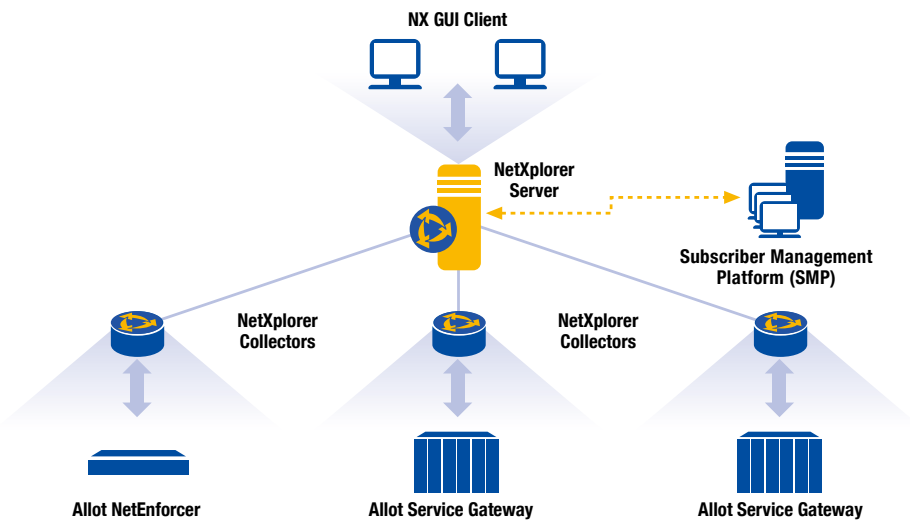 NX GUI Client
NetXplorer
Server
Subscriber Management
Platform (SMP)
NetXplorer
Collectors
NetXplorer
Collectors
Allot NetEnforcer
Allot Service Gateway
Allot Service Gateway